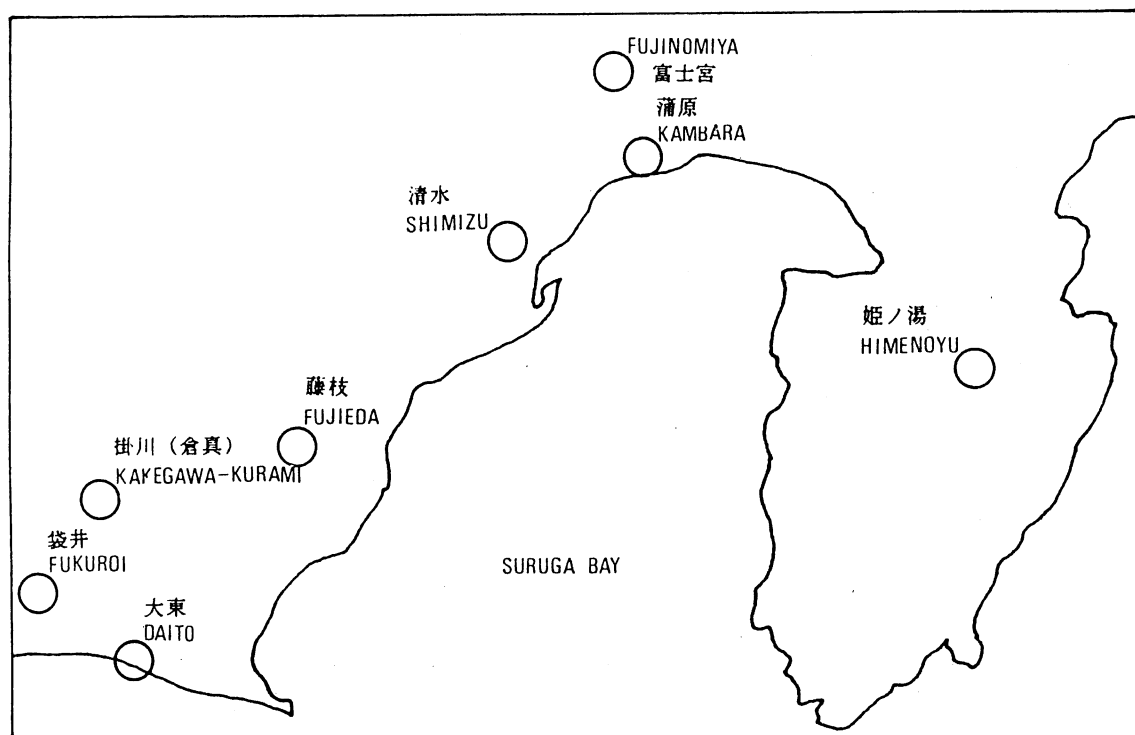 FUJINOMIYA
富士宮
蒲原
KAMBARA
清水
SHIMIZU
姫ノ湯
HIMENOYU
藤枝
FUJIEDA
掛川（倉真）
KAKEGAWA-KURAMI
袋井
FUKUROI
SURUGA BAY
大東
DAITO